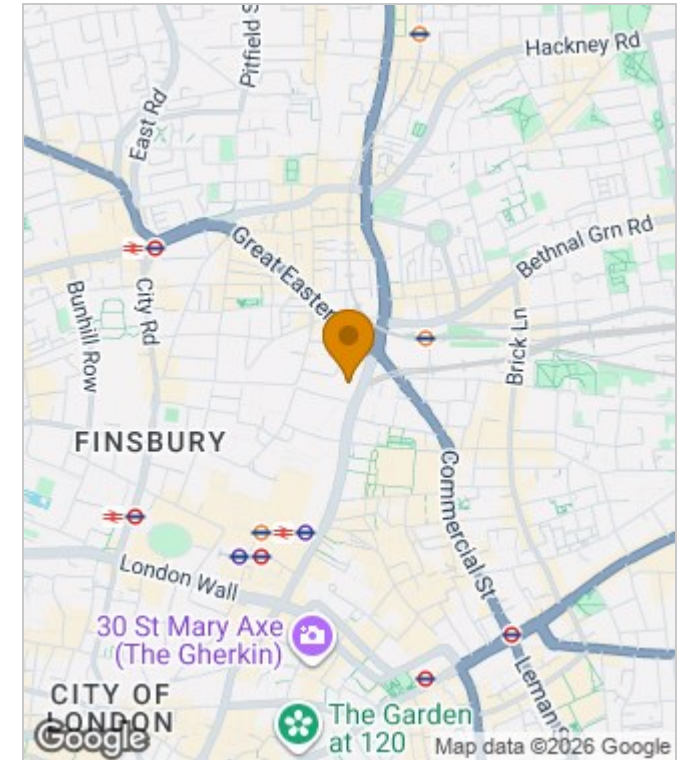 Pitfield S
Hackney Rd
East Rd
Great Easter
Bethnal Grn Rd
City Rd
Bunhill Row
Brick Ln
FINSBURY
Commercial St
London Wall
30 St Mary Axe
(The Gherkin)
Leman S
CITY OF
LONDON
The Garden
at 120
Google
Map data ©2026 Google